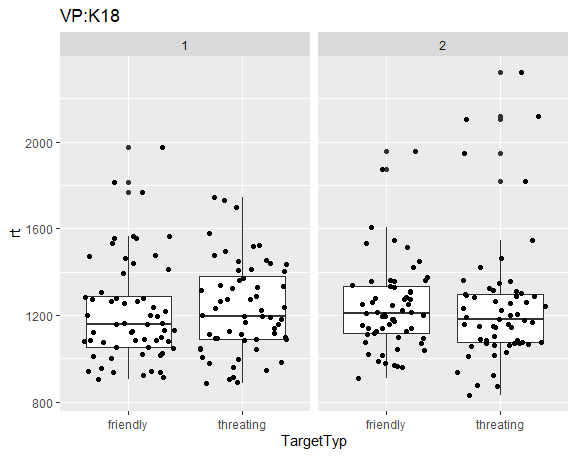 VP:K18
1
2
rt
2000
1600
1200
800
friendly
threating
friendly
threating
TargetTyp